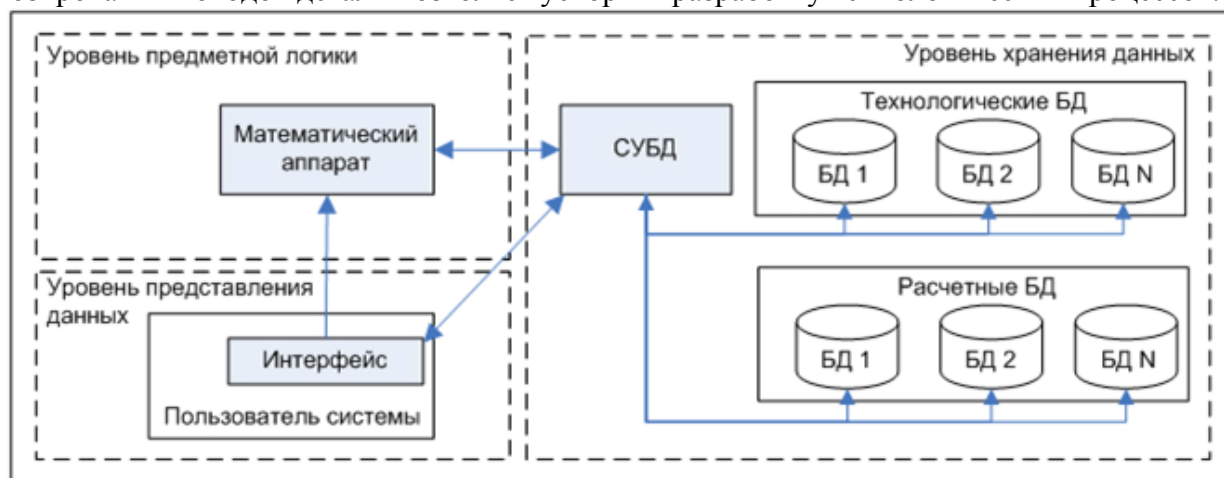 Уровень предметной логики
Математический
аппарат
Уровень представления
данных
Интерфейс
Пользователь системы
Уровень хранения данных
СУБД
Технологические БД
БД 1
БД 2
БД N
Расчетные БД
БД 1
БД 2
БД N